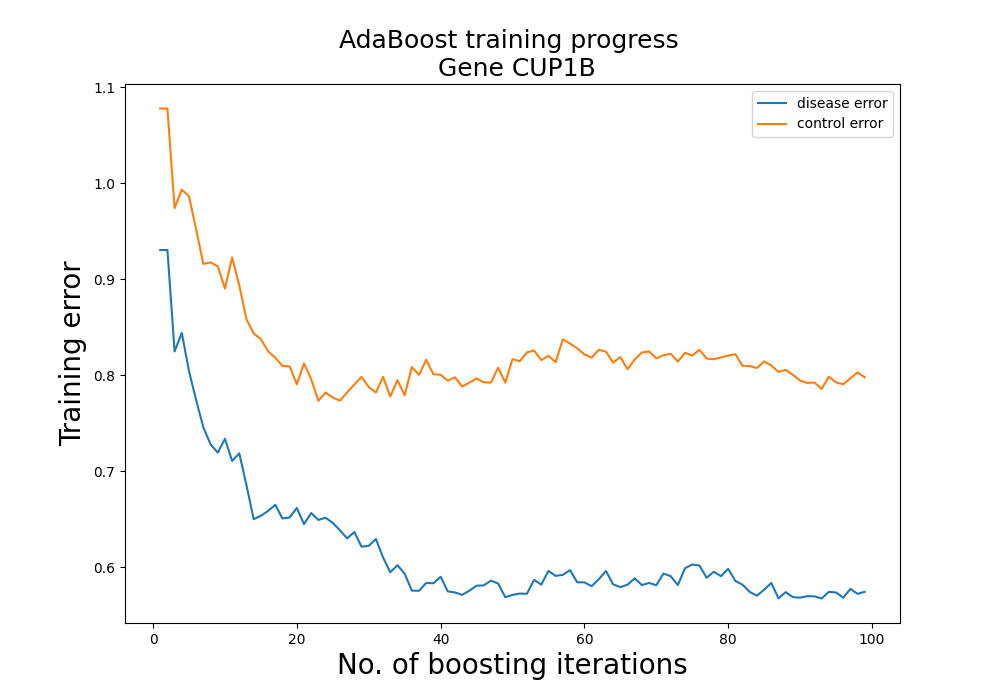 AdaBoost training progress
Gene CUP1B
disease error
control error
Training error
1.1
1.0
0.9
0.8
0.7
0.6
0
20
40
60
80
100
No. of boosting iterations